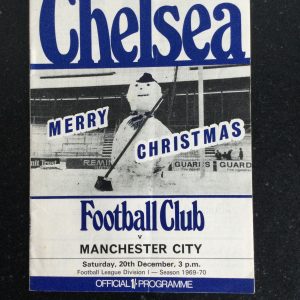 Chelsea
MERRY
CHRISTMAS
REMIN
GUARD
Football Club
v
MANCHESTER CITY
Saturday, 20th December, 3 p.m.
Football League Division I — Season 1969-70
OFFICIAL 1/- PROGRAMME